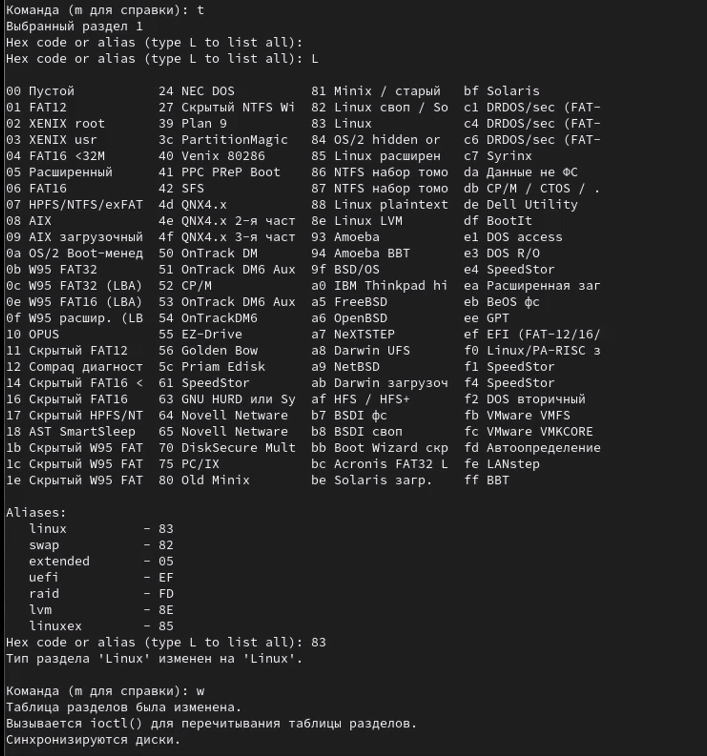 Команда (m для справки): t
Выбранный раздел 1
Hex code or alias (type L to list all):
Hex code or alias (type L to list all): L
00 Пустой 24 NEC DOS 81 Minix / старый bf Solaris
01 FAT12 27 Скрытый NTFS Wi 82 Linux своп / So c1 DRDOS/sec (FAT-
02 XENIX root 39 Plan 9 83 Linux c4 DRDOS/sec (FAT-
03 XENIX usr 3c PartitionMagic 84 OS/2 hidden or c6 DRDOS/sec (FAT-
04 FAT16 <32M 40 Venix 80286 85 Linux расширен c7 Syrinx
05 Расширенный 41 PPC PReP Boot 86 NTFS набор томо da Данные не ФС
06 FAT16 42 SFS 87 NTFS набор томо db CP/M / CTOS / .
07 HPFS/NTFS/exFAT 4d QNX4.x 88 Linux plaintext de Dell Utility
08 AIX 4e QNX4.x 2-я част 8e Linux LVM df BootIt
09 AIX загрузочный 4f QNX4.x 3-я част 93 Amoeba e1 DOS access
0a OS/2 Boot-менед 50 OnTrack DM 94 Amoeba BBT e3 DOS R/O
0b W95 FAT32 51 OnTrack DM6 Aux 9f BSD/OS e4 SpeedStor
0c W95 FAT32 (LBA) 52 CP/M a0 IBM Thinkpad hi ea Расширенная заг
0e W95 FAT16 (LBA) 53 OnTrack DM6 Aux a5 FreeBSD eb BeOS фс
0f W95 расшир. (LB 54 OnTrackDM6 a6 OpenBSD ee GPT
10 OPUS 55 EZ-Drive a7 NeXTSTEP ef EFI (FAT-12/16/
11 Скрытый FAT12 56 Golden Bow a8 Darwin UFS f0 Linux/PA-RISC з
12 Compaq диагност 5c Priam Edisk a9 NetBSD f1 SpeedStor
14 Скрытый FAT16 < 61 SpeedStor ab Darwin загрузоч f4 SpeedStor
16 Скрытый FAT16 63 GNU HURD или Sy af HFS / HFS+ f2 DOS вторичный
17 Скрытый HPFS/NT 64 Novell Netware b7 BSDI фс fb VMware VMFS
18 AST SmartSleep 65 Novell Netware b8 BSDI своп fc VMware VMKCORE
1b Скрытый W95 FAT 70 DiskSecure Mult bb Boot Wizard скр fd Автоопределение
1c Скрытый W95 FAT 75 PC/IX bc Acronis FAT32 L fe LANstep
1e Скрытый W95 FAT 80 Old Minix be Solaris загр. ff BBT
Aliases:
linux - 83
swap - 82
extended - 05
uefi - EF
raid - FD
lvm - 8E
linuxex - 85
Hex code or alias (type L to list all): 83
Тип раздела 'Linux' изменен на 'Linux'.
Команда (m для справки): w
Таблица разделов была изменена.
Вызывается ioctl() для перечитывания таблицы разделов.
Синхронизируются диски.